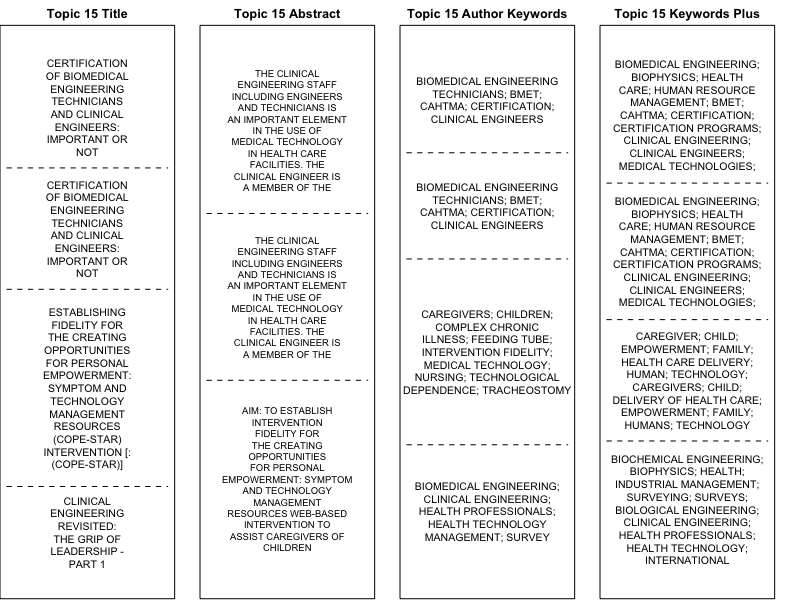 Topic 15 Title
CERTIFICATION
OF BIOMEDICAL
ENGINEERING
TECHNICIANS
AND CLINICAL
ENGINEERS:
IMPORTANT OR
NOT
CERTIFICATION
OF BIOMEDICAL
ENGINEERING
TECHNICIANS
AND CLINICAL
ENGINEERS:
IMPORTANT OR
NOT
ESTABLISHING
FIDELITY FOR
THE CREATING
OPPORTUNITIES
FOR PERSONAL
EMPOWERMENT:
SYMPTOM AND
TECHNOLOGY
MANAGEMENT
RESOURCES
(COPE-STAR)
INTERVENTION [:
(COPE-STAR)]
CLINICAL
ENGINEERING
REVISITED:
THE GRIP OF
LEADERSHIP -
PART 1
Topic 15 Abstract
THE CLINICAL
ENGINEERING STAFF
INCLUDING ENGINEERS
AND TECHNICIANS IS
AN IMPORTANT ELEMENT
IN THE USE OF
MEDICAL TECHNOLOGY
IN HEALTH CARE
FACILITIES. THE
CLINICAL ENGINEER IS
A MEMBER OF THE
THE CLINICAL
ENGINEERING STAFF
INCLUDING ENGINEERS
AND TECHNICIANS IS
AN IMPORTANT ELEMENT
IN THE USE OF
MEDICAL TECHNOLOGY
IN HEALTH CARE
FACILITIES. THE
CLINICAL ENGINEER IS
A MEMBER OF THE
AIM: TO ESTABLISH
INTERVENTION
FIDELITY FOR
THE CREATING
OPPORTUNITIES
FOR PERSONAL
EMPOWERMENT: SYMPTOM
AND TECHNOLOGY
MANAGEMENT
RESOURCES WEB-BASED
INTERVENTION TO
ASSIST CAREGIVERS OF
CHILDREN
Topic 15 Author Keywords
BIOMEDICAL ENGINEERING
TECHNICIANS; BMET;
CAHTMA; CERTIFICATION;
CLINICAL ENGINEERS
BIOMEDICAL ENGINEERING
TECHNICIANS; BMET;
CAHTMA; CERTIFICATION;
CLINICAL ENGINEERS
CAREGIVERS; CHILDREN;
COMPLEX CHRONIC
ILLNESS; FEEDING TUBE;
INTERVENTION FIDELITY;
MEDICAL TECHNOLOGY;
NURSING; TECHNOLOGICAL
DEPENDENCE; TRACHEOSTOMY
BIOMEDICAL ENGINEERING;
CLINICAL ENGINEERING;
HEALTH PROFESSIONALS;
HEALTH TECHNOLOGY
MANAGEMENT; SURVEY
Topic 15 Keywords Plus
BIOMEDICAL ENGINEERING;
BIOPHYSICS; HEALTH
CARE; HUMAN RESOURCE
MANAGEMENT; BMET;
CAHTMA; CERTIFICATION;
CERTIFICATION PROGRAMS;
CLINICAL ENGINEERING;
CLINICAL ENGINEERS;
MEDICAL TECHNOLOGIES;
BIOMEDICAL ENGINEERING;
BIOPHYSICS; HEALTH
CARE; HUMAN RESOURCE
MANAGEMENT; BMET;
CAHTMA; CERTIFICATION;
CERTIFICATION PROGRAMS;
CLINICAL ENGINEERING;
CLINICAL ENGINEERS;
MEDICAL TECHNOLOGIES;
CAREGIVER; CHILD;
EMPOWERMENT; FAMILY;
HEALTH CARE DELIVERY;
HUMAN; TECHNOLOGY;
CAREGIVERS; CHILD;
DELIVERY OF HEALTH CARE;
EMPOWERMENT; FAMILY;
HUMANS; TECHNOLOGY
BIOCHEMICAL ENGINEERING;
BIOPHYSICS; HEALTH;
INDUSTRIAL MANAGEMENT;
SURVEYING; SURVEYS;
BIOLOGICAL ENGINEERING;
CLINICAL ENGINEERING;
HEALTH PROFESSIONALS;
HEALTH TECHNOLOGY;
INTERNATIONAL